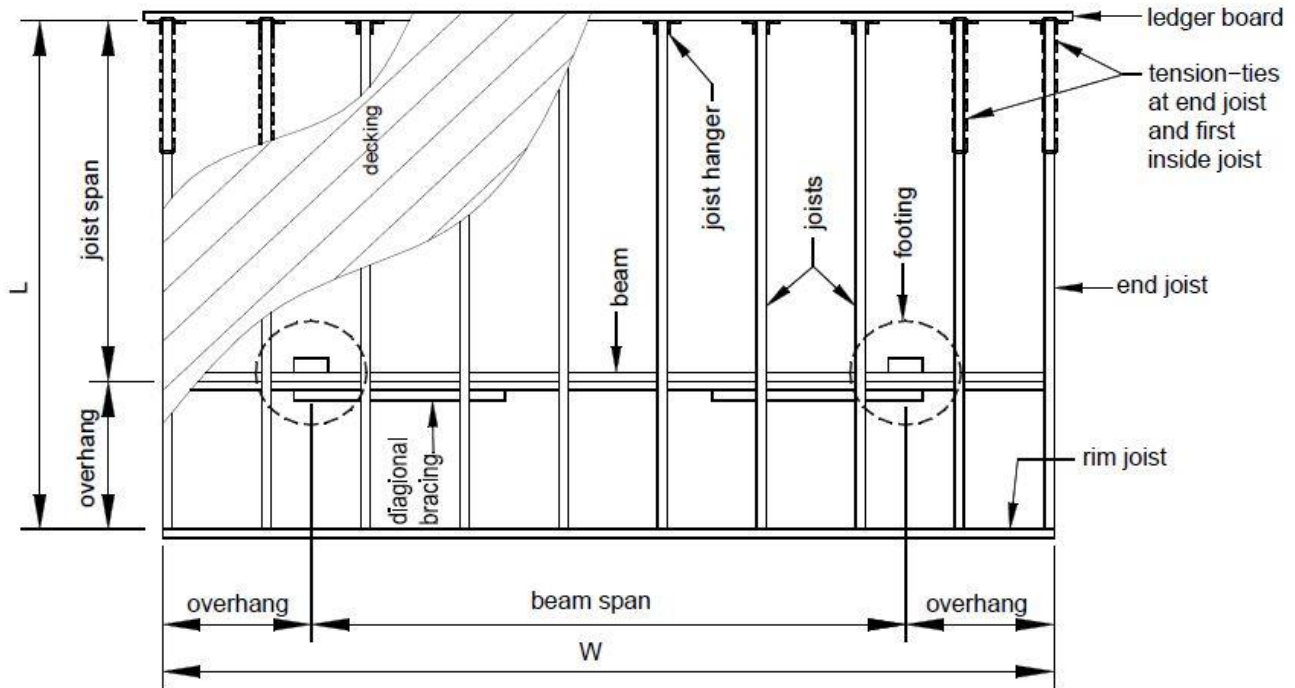 ledger board
tension-ties
at end joist
and first
inside joist
decking
joist hanger
joists
footing
joist span
L
beam
end joist
overhang
diagional
bracing
rim joist
overhang
beam span
overhang
W